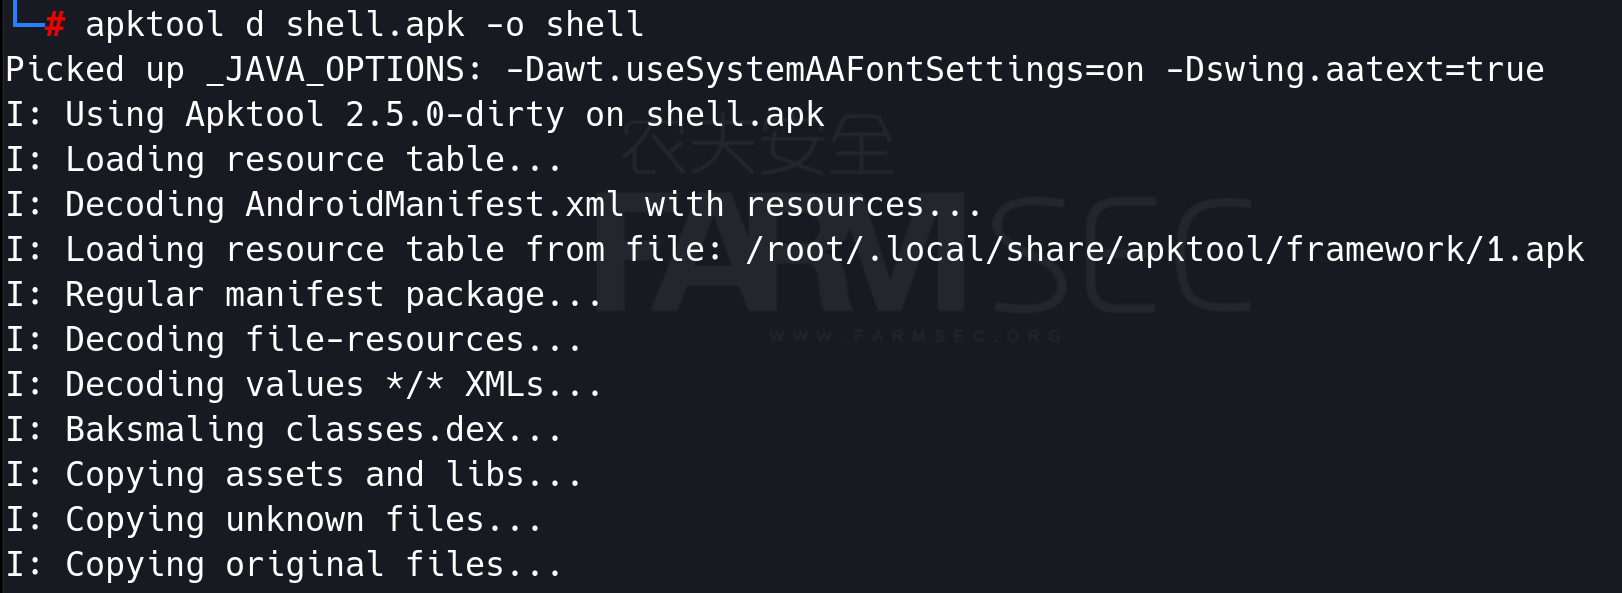 # apktool d shell.apk -o shell
Picked up _JAVA_OPTIONS: -Dawt.useSystemAAFontSettings=on -Dswing.aatext=true
I: Using Apktool 2.5.0-dirty on shell.apk
农夫安全
I: Loading resource table...
I: Decoding AndroidManifest.xml with resources...
FARMSEC
I: Loading resource table from file: /root/.local/share/apktool/framework/1.apk
I: Regular manifest package...
I: Decoding file-resources...
WWW.FARMSEC.ORG
I: Decoding values */* XMLs...
I: Baksmaling classes.dex...
I: Copying assets and libs...
I: Copying unknown files...
I: Copying original files...